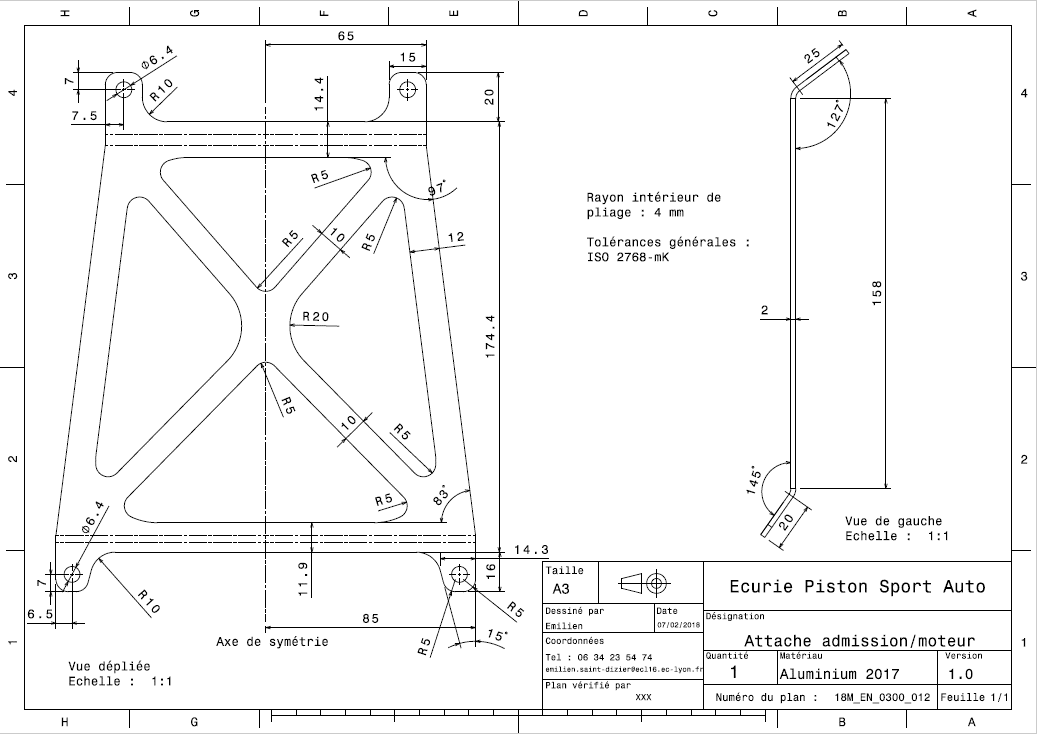 H G F E D C B A
65
15
Φ6.4
7
R10
14.4
20
4
4
7.5
25
127°
R5
97°
Rayon intérieur de
pliage : 4 mm
Tolérances générales :
ISO 2768-mK
R5
10
R5
12
3
3
158
2
R20
174.4
R5
10
R5
2
2
145°
83°
R5
Φ6.4
20
Vue de gauche
Echelle : 1:1
14.3
11.9
16
7
R10
6.5
R5
85
R5
15°
1
1
Axe de symétrie
Vue dépliée
Echelle : 1:1
Taille
A3
Ecurie Piston Sport Auto
Dessiné par
Emilien
Date
07/02/2018
Désignation
Attache admission/moteur
Coordonnées
Tel : 06 34 23 54 74
emilien.saint-dizier@ecl16.ec-lyon.fr
Quantité
1
Matériau
Aluminium 2017
Version
1.0
Plan vérifié par
XXX
Numéro du plan : 18M_EN_0300_012
Feuille 1/1
H G B A